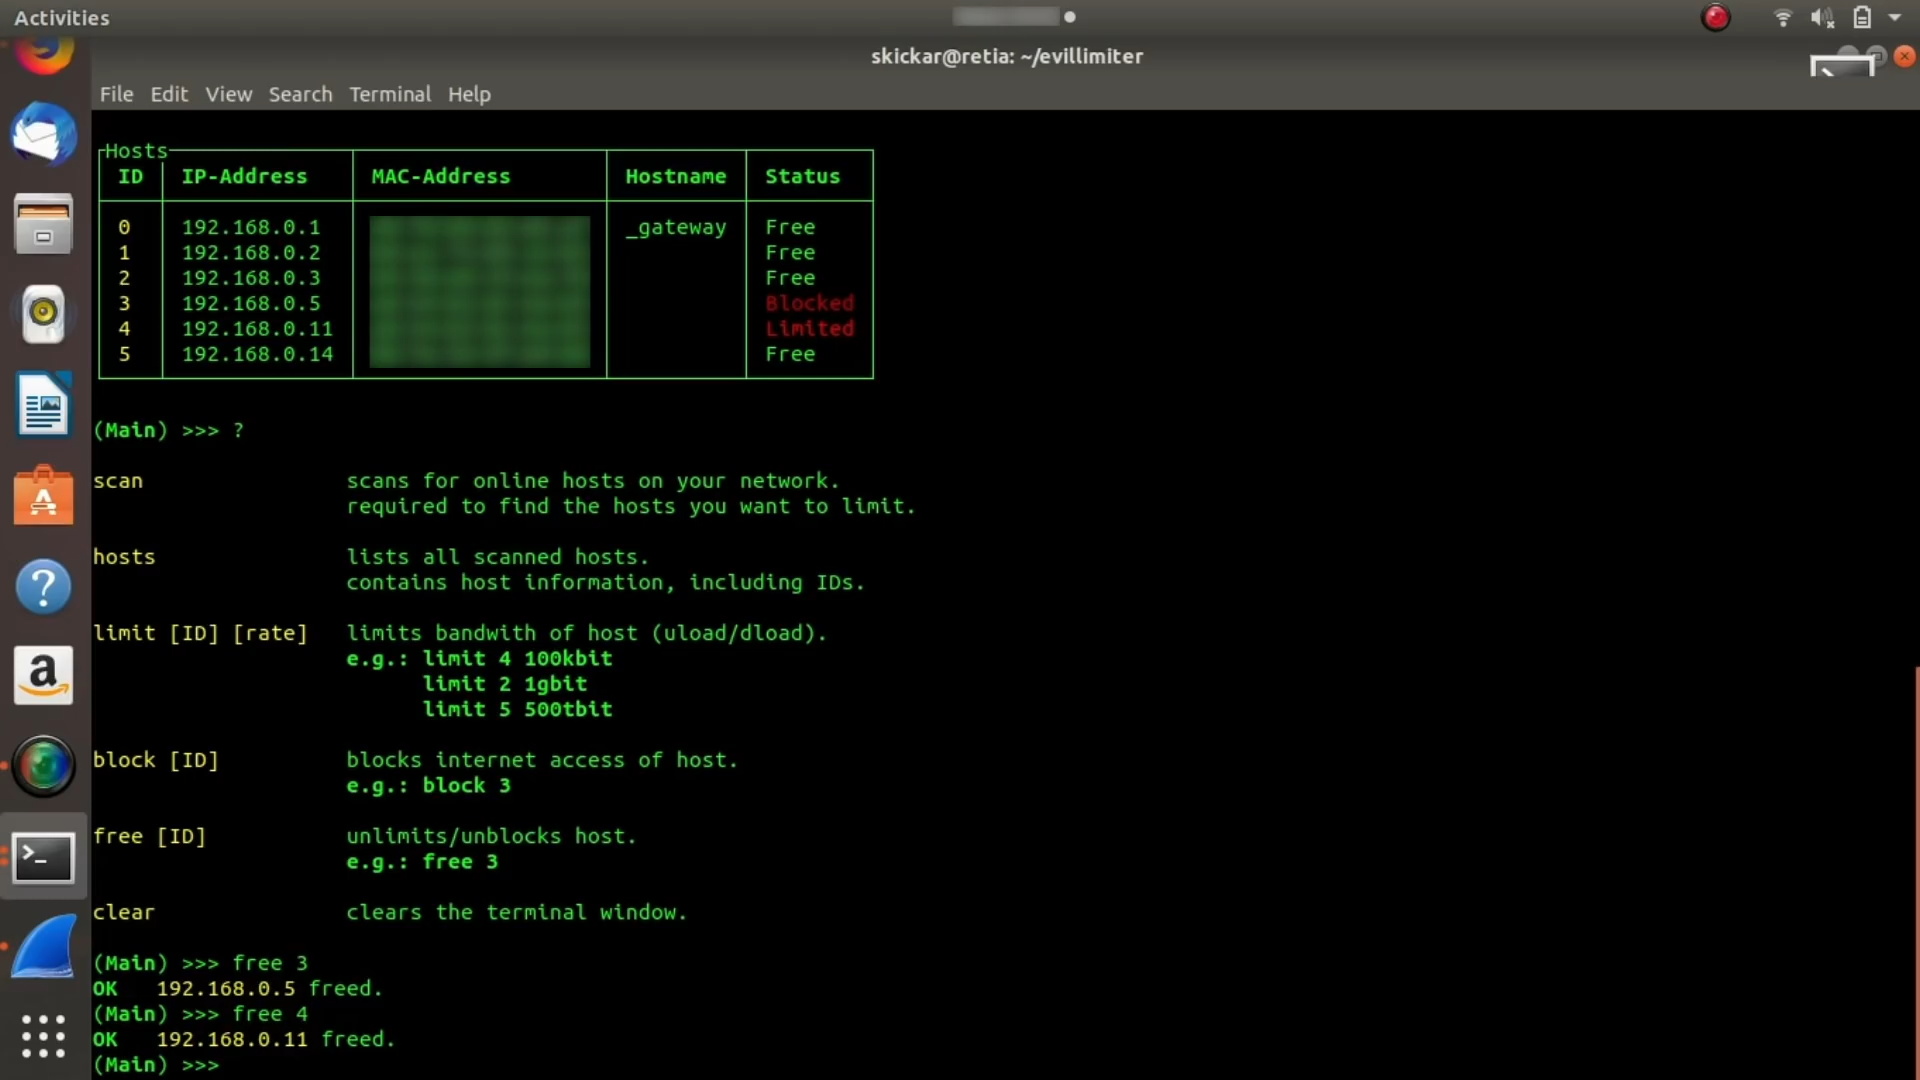 Activities
skickar@retia: ~/evillimiter
File Edit View Search Terminal Help
Hosts
ID IP-Address MAC-Address Hostname Status
0 192.168.0.1 _gateway Free
1 192.168.0.2 Free
2 192.168.0.3 Free
3 192.168.0.5 Blocked
4 192.168.0.11 Limited
5 192.168.0.14 Free
(Main) >>> ?
scan scans for online hosts on your network.
required to find the hosts you want to limit.
hosts lists all scanned hosts.
contains host information, including IDs.
limit [ID] [rate] limits bandwith of host (uload/dload).
e.g.: limit 4 100kbit
limit 2 1gbit
limit 5 500tbit
block [ID] blocks internet access of host.
e.g.: block 3
free [ID] unlimits/unblocks host.
e.g.: free 3
clear clears the terminal window.
(Main) >>> free 3
OK 192.168.0.5 freed.
(Main) >>> free 4
OK 192.168.0.11 freed.
(Main) >>>